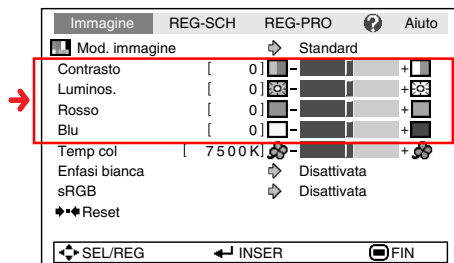 Immagine REG-SCH REG-PRO ? Aiuto
Mod. immagine Standard
Contrasto [ 0] - +
Luminos. [ 0] - +
Rosso [ 0] - +
Blu [ 0] - +
Temp col [ 7500K] - +
Enfasi bianca Disattivata
sRGB Disattivata
Reset
SEL/REG INSER FIN